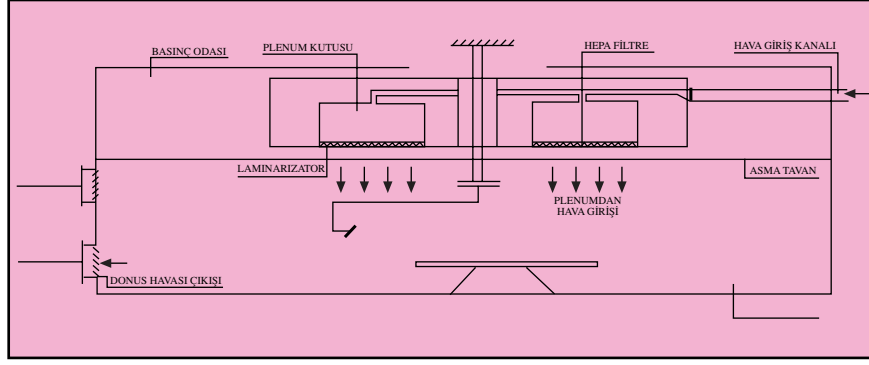 BASINÇ ODASI
PLENUM KUTUSU
HEPA FİLTRE
HAVA GİRİŞ KANALI
LAMINARIZATOR
ASMA TAVAN
PLENUMDAN
HAVA GİRİŞİ
DONUS HAVASI ÇIKIŞI